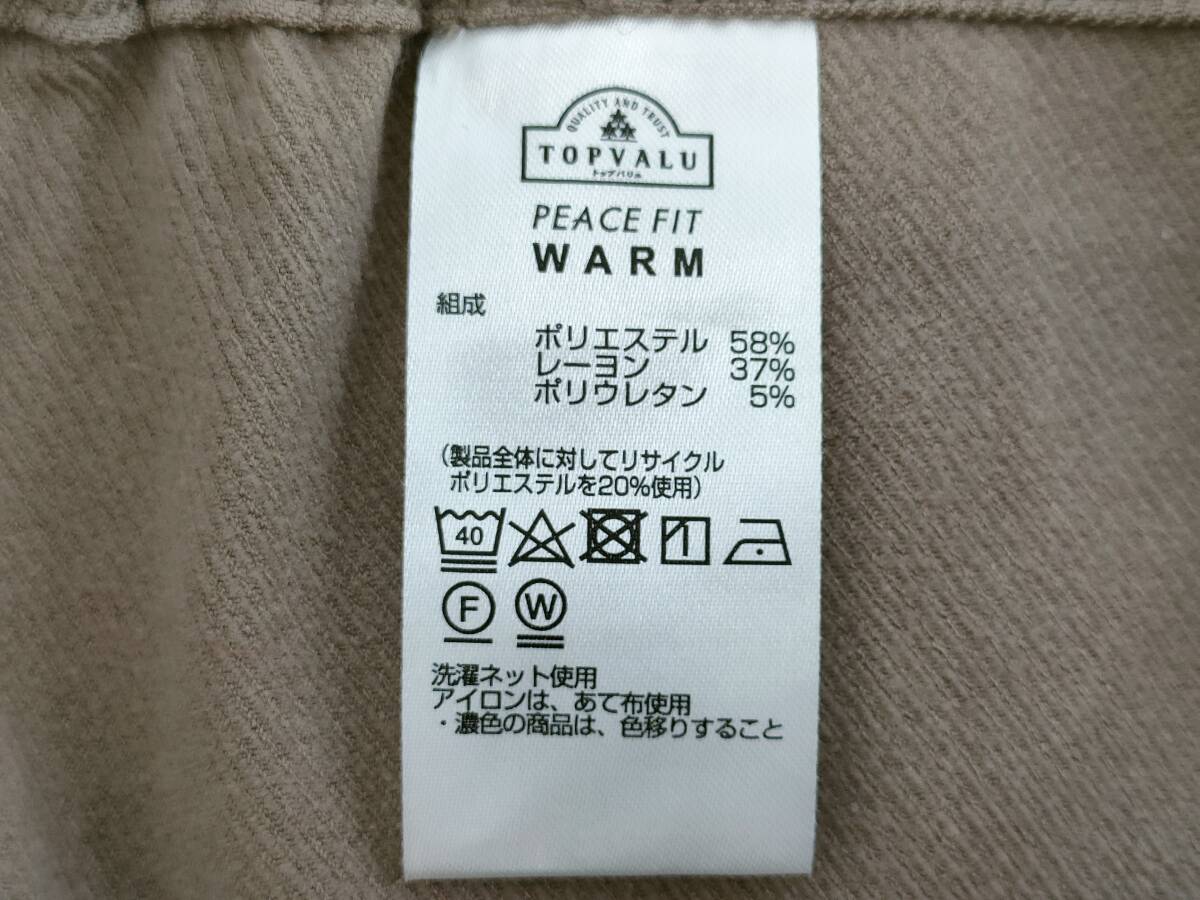 QUALITY AND TRUST
TOPVALU
トップバリュ
PEACE FIT
WARM
組成
ポリエステル 58%
レーヨン 37%
ポリウレタン 5%
(製品全体に対してリサイクル
ポリエステルを20%使用)
40
F W
洗濯ネット使用
アイロンは、あて布使用
・濃色の商品は、色移りすること